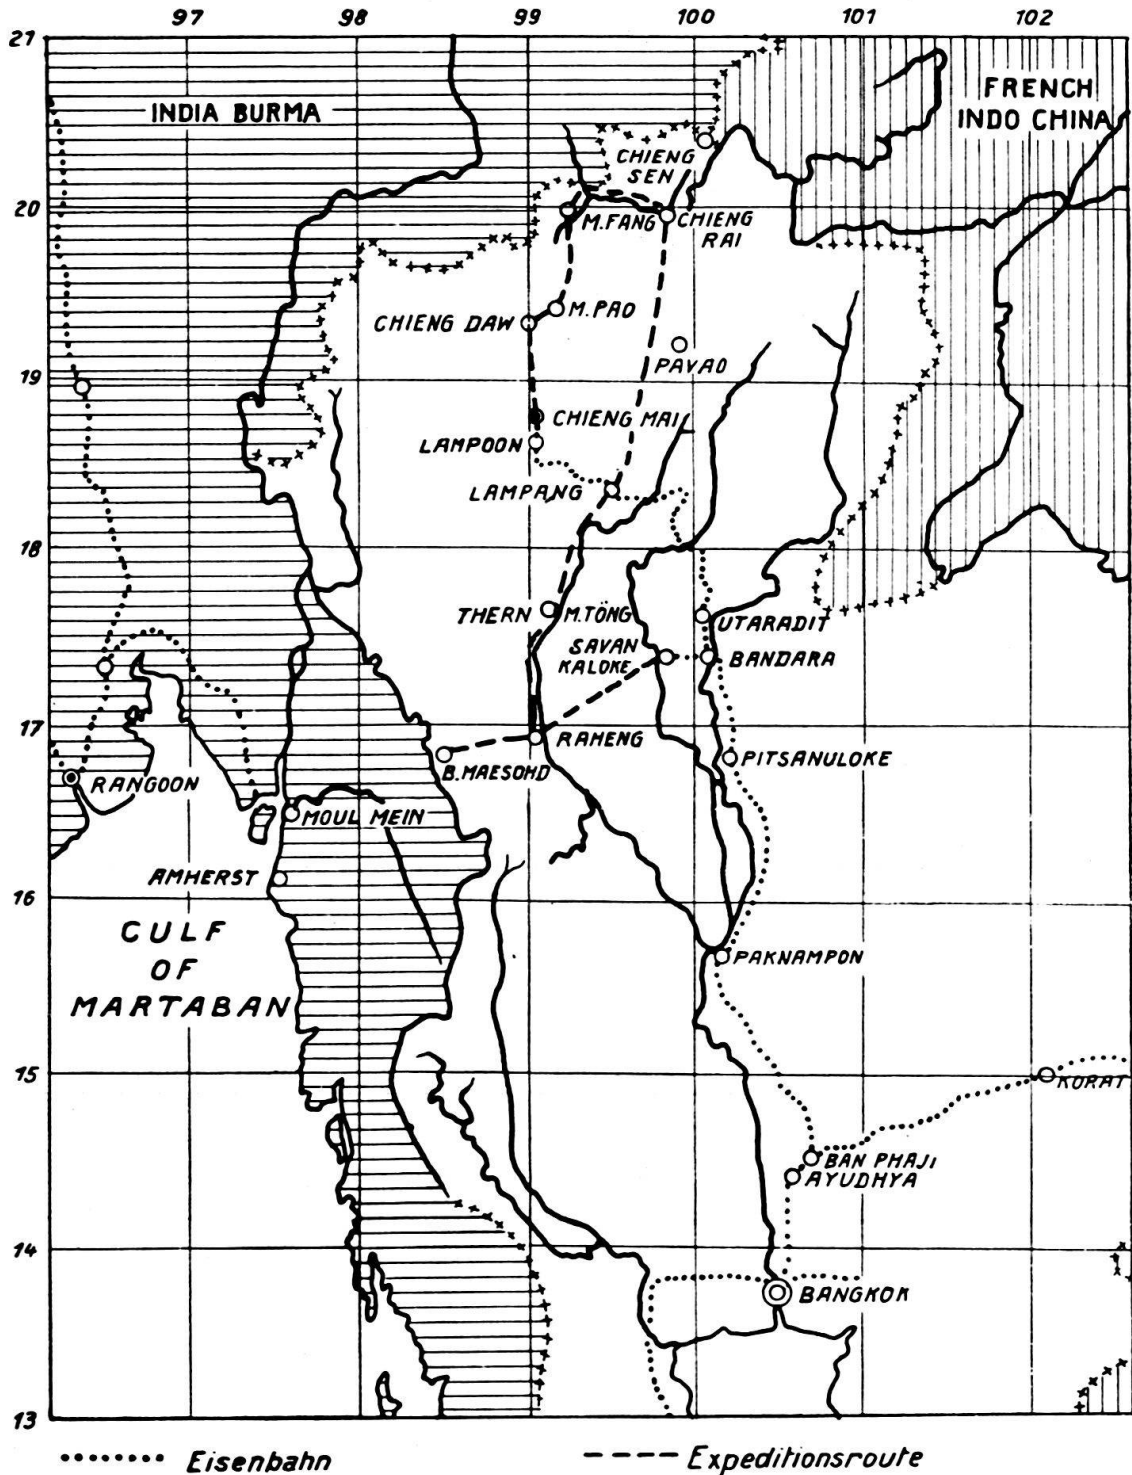 97 98 99 100 101 102
21
INDIA BURMA
FRENCH
INDO CHINA
CHIENG
SEN
20
M.FANG
CHIENG
RAI
CHIENG DAW
M.PAO
PAVAO
19
CHIENG MAI
LAMPOON
LAMPANG
18
THERN
M.TÖNG
UTARADIT
SAVAN
KALOKE
BANDARA
17
RAHENG
B.MAESOHD
PITSANULOKE
RANGOON
MOUL MEIN
AMHERST
16
GULF
OF
MARTABAN
PAKNAMPON
15
KORAT
BAN PHAJI
AYUDHYA
14
BANGKOK
13
Eisenbahn
Expeditionsroute